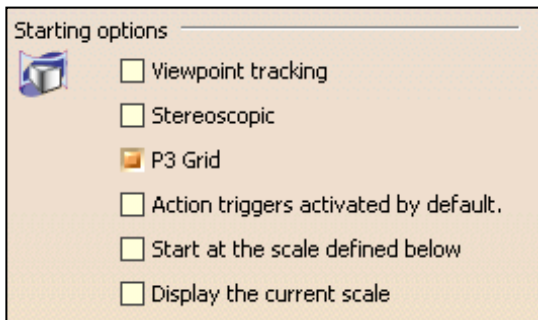 Starting options
Viewpoint tracking
Stereoscopic
P3 Grid
Action triggers activated by default.
Start at the scale defined below
Display the current scale